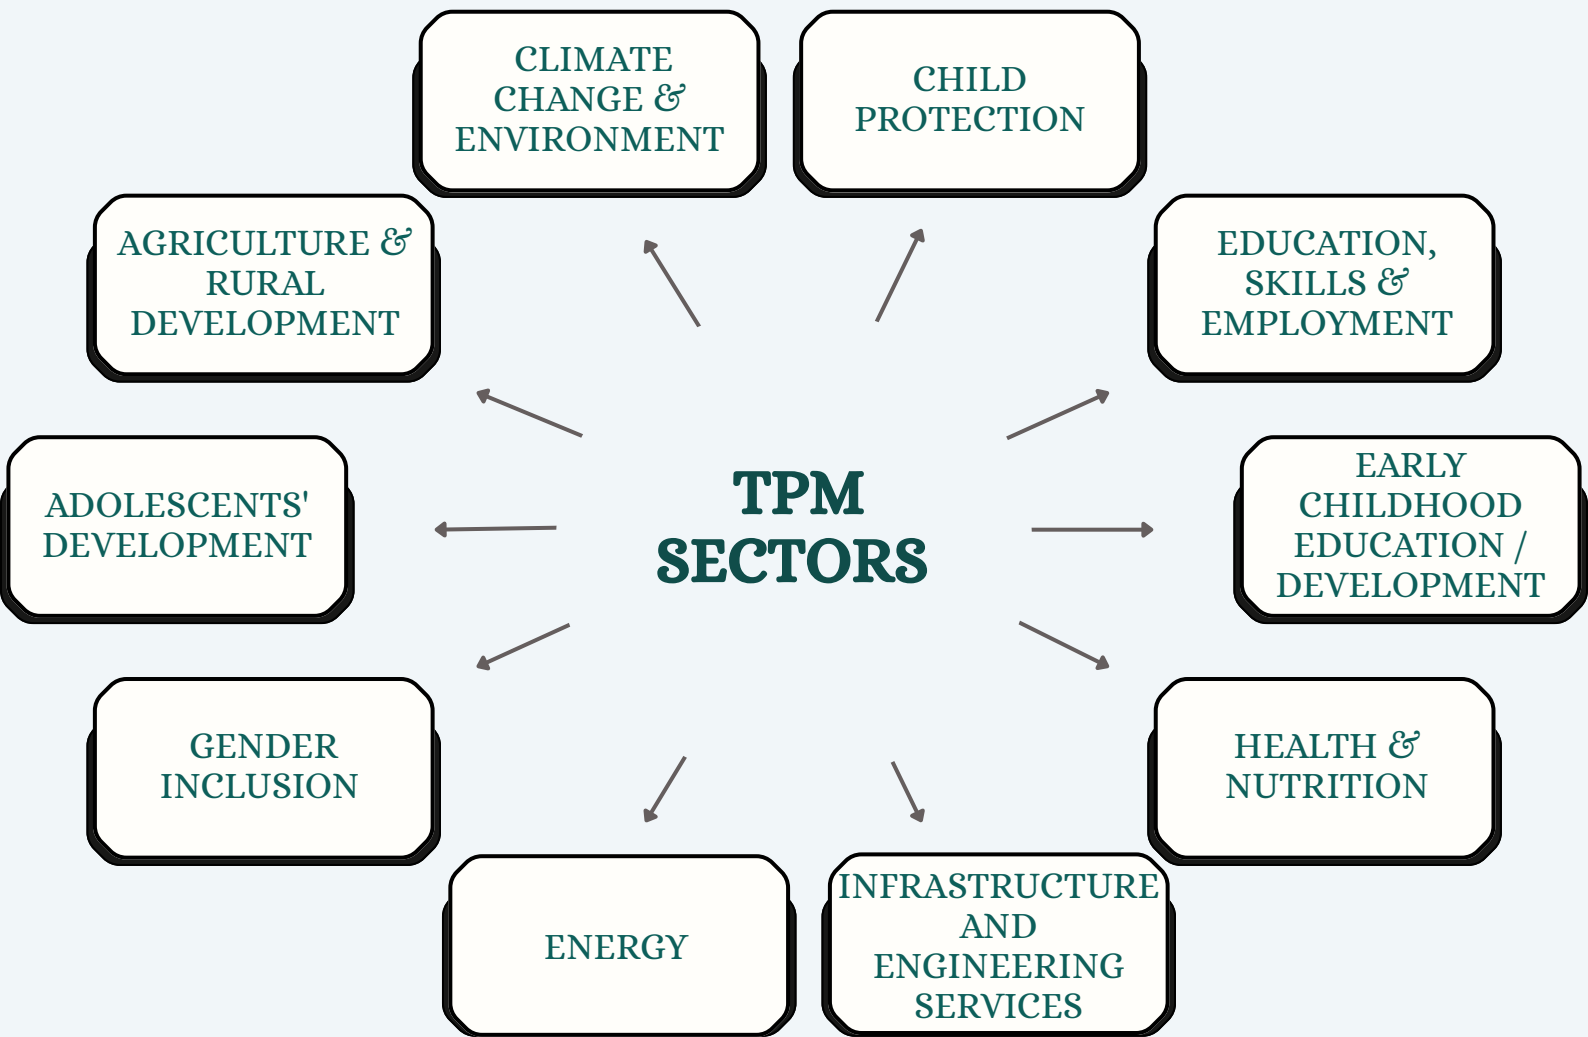 CLIMATE
CHANGE &
ENVIRONMENT
CHILD
PROTECTION
AGRICULTURE &
RURAL
DEVELOPMENT
EDUCATION,
SKILLS &
EMPLOYMENT
ADOLESCENTS'
DEVELOPMENT
TPM
SECTORS
EARLY
CHILDHOOD
EDUCATION /
DEVELOPMENT
GENDER
INCLUSION
HEALTH &
NUTRITION
ENERGY
INFRASTRUCTURE
AND
ENGINEERING
SERVICES